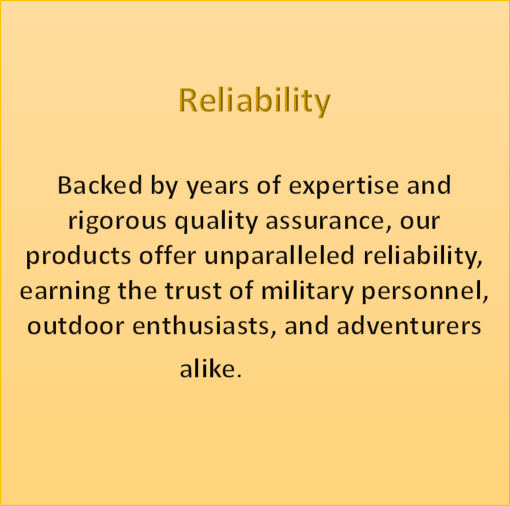 Reliability
Backed by years of expertise and
rigorous quality assurance, our
products offer unparalleled reliability,
earning the trust of military personnel,
outdoor enthusiasts, and adventurers
alike.